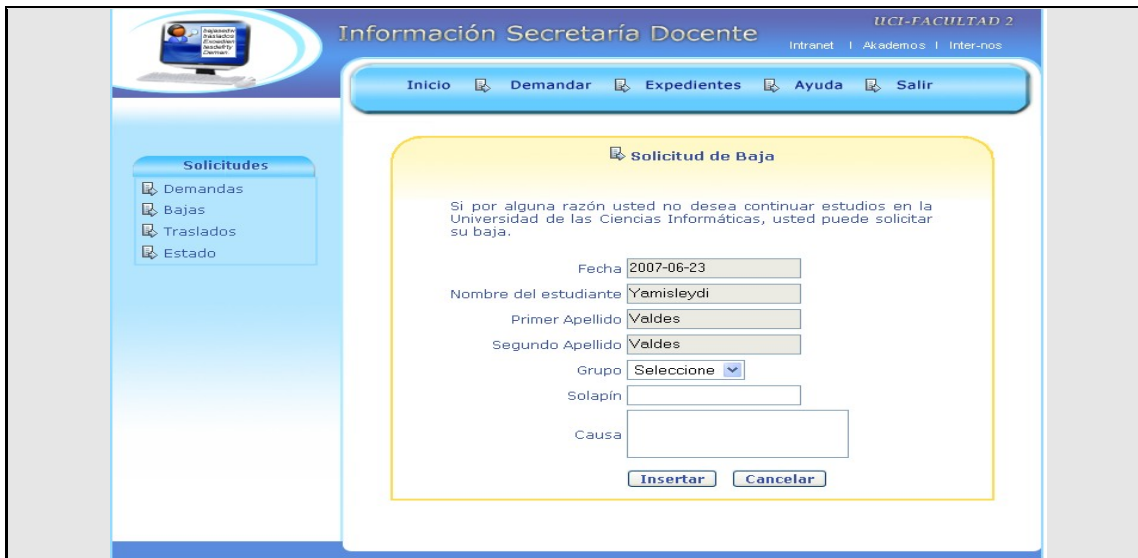 UCI-FACULTAD 2
Información Secretaría Docente
Intranet | Akademos | Inter-nos
Inicio Demandar Expedientes Ayuda Salir
Solicitudes
Demandas
Bajas
Traslados
Estado
Solicitud de Baja
Si por alguna razón usted no desea continuar estudios en la
Universidad de las Ciencias Informáticas, usted puede solicitar
su baja.
Fecha 2007-06-23
Nombre del estudiante Yamisleydi
Primer Apellido Valdes
Segundo Apellido Valdes
Grupo Seleccione
Solapín
Causa
Insertar Cancelar